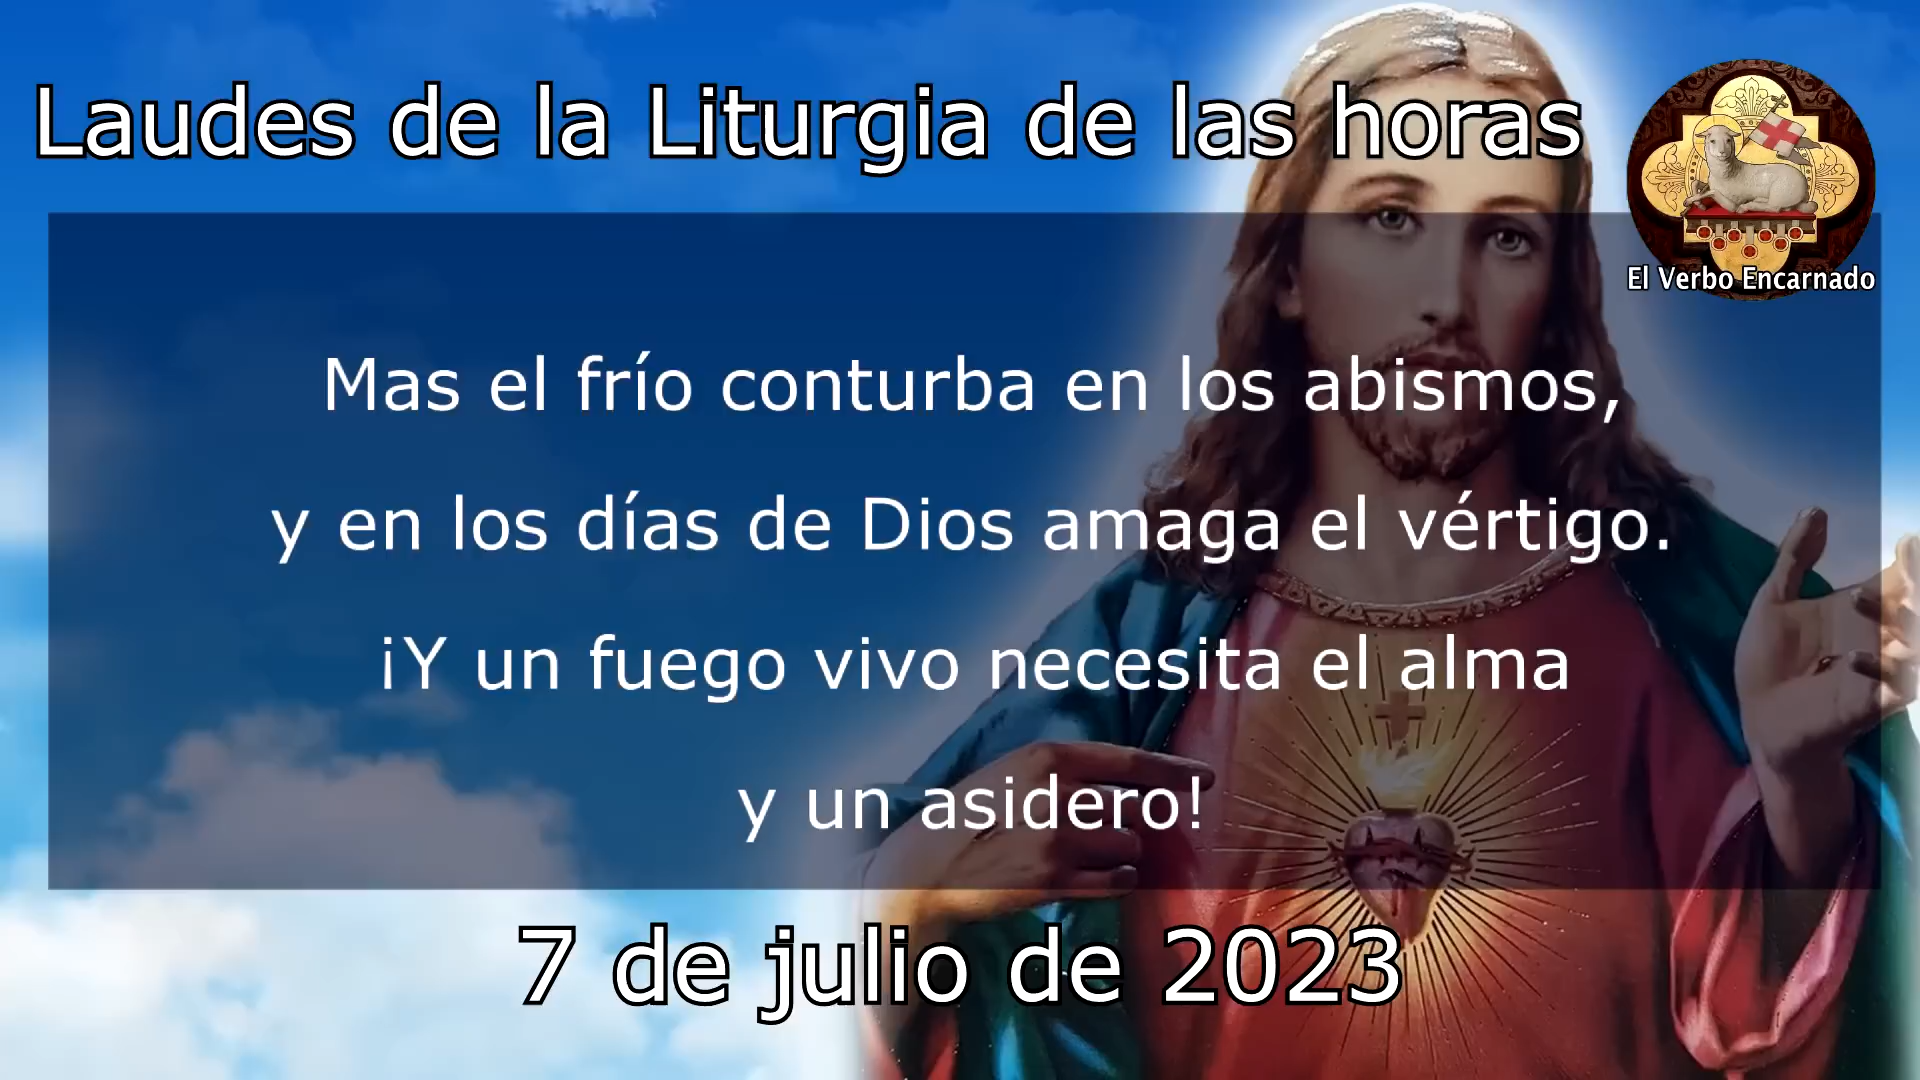 Laudes de la Liturgia de las horas
El Verbo Encarnado
Mas el frío conturba en los abismos,
y en los días de Dios amaga el vértigo.
¡Y un fuego vivo necesita el alma
y un asidero!
7 de julio de 2023